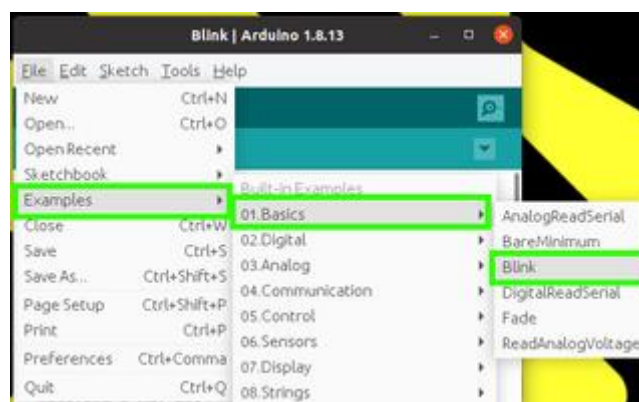 Blink | Arduino 1.8.13
File Edit Sketch Tools Help
New Ctrl+N
Open... Ctrl+O
Open Recent
Sketchbook
Examples
Close Ctrl+W
Save Ctrl+S
Save As... Ctrl+Shift+S
Page Setup Ctrl+Shift+P
Print Ctrl+P
Preferences Ctrl+Comma
Quit Ctrl+Q
Built-in Examples
01.Basics
02.Digital
03.Analog
04.Communication
05.Control
06.Sensors
07.Display
08.Strings
AnalogReadSerial
BareMinimum
Blink
DigitalReadSerial
Fade
ReadAnalogVoltage